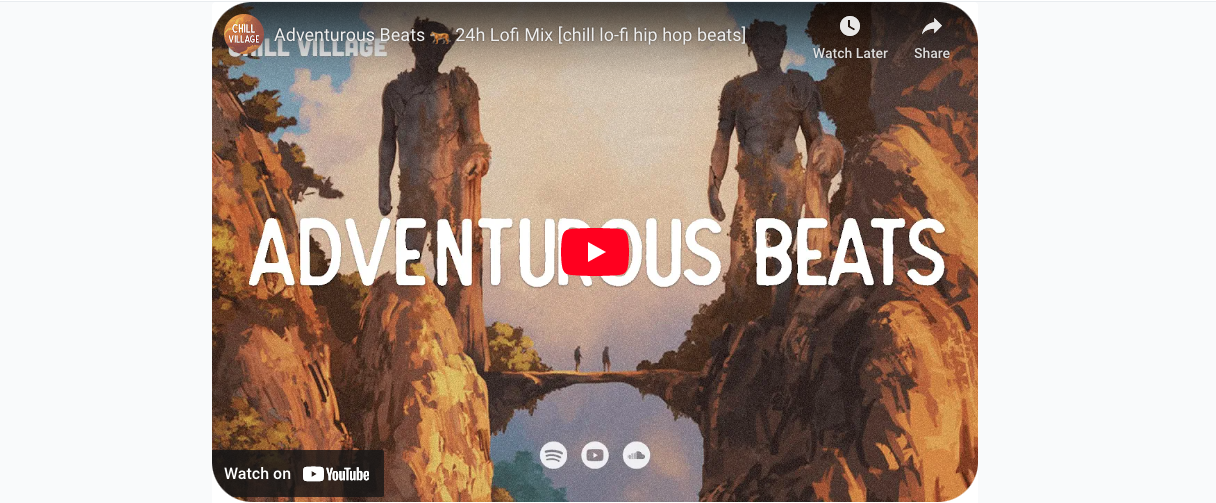 CHILL
VILLAGE
Adventurous Beats 🐅 24h Lofi Mix [chill lo-fi hip hop beats]
CHILL VILLAGE
Watch Later
Share
ADVENTUROUS BEATS
Watch on YouTube